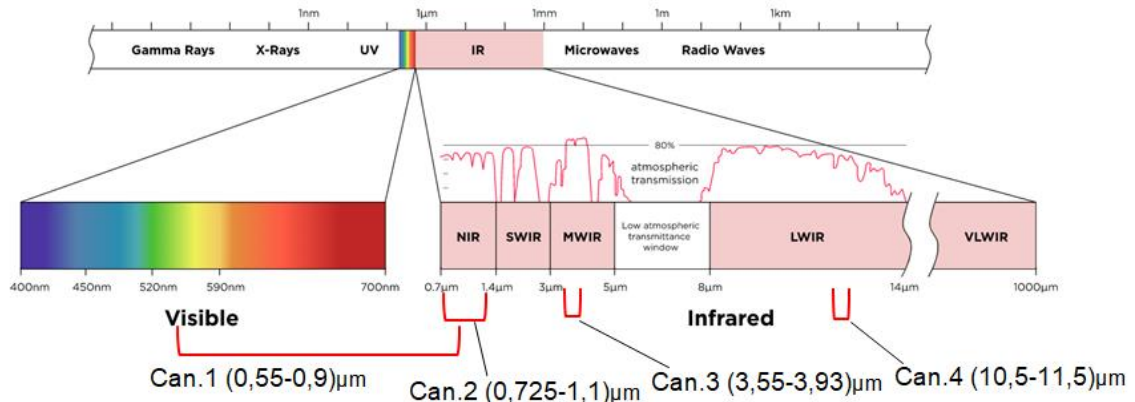 1nm 1µm 1mm 1m 1km
Gamma Rays X-Rays UV IR Microwaves Radio Waves
80%
atmospheric
transmission
NIR SWIR MWIR Low atmospheric
transmittance
window LWIR VLWIR
400nm 450nm 520nm 590nm 700nm 0.7µm 1.4µm 3µm 5µm 8µm 14µm 1000µm
Visible Infrared
Can.1 (0,55-0,9)µm
Can.2 (0,725-1,1)µm
Can.3 (3,55-3,93)µm
Can.4 (10,5-11,5)µm